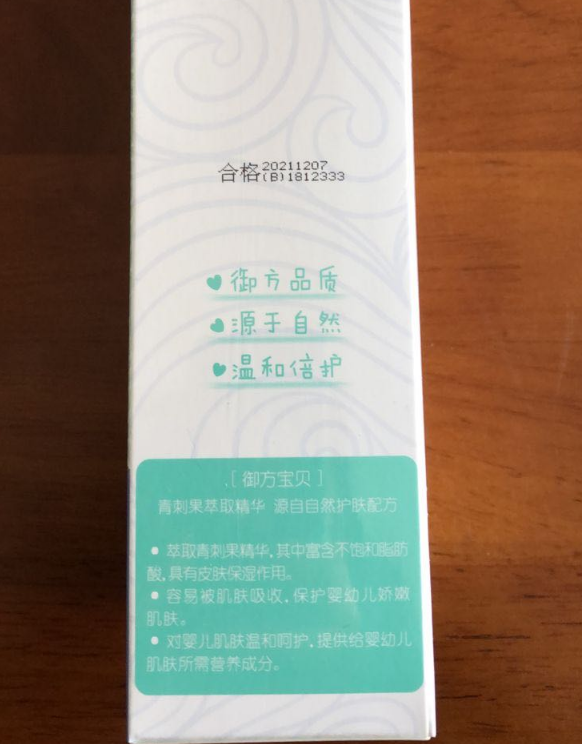 合格 20211207
(B)1812333
御方品质
源于自然
温和倍护
[御方宝贝]
青刺果萃取精华 源自自然护肤配方
• 萃取青刺果精华,其中富含不饱和脂肪
酸,具有皮肤保湿作用。
• 容易被肌肤吸收,保护婴幼儿娇嫩
肌肤。
• 对婴儿肌肤温和呵护,提供给婴幼儿
肌肤所需营养成分。